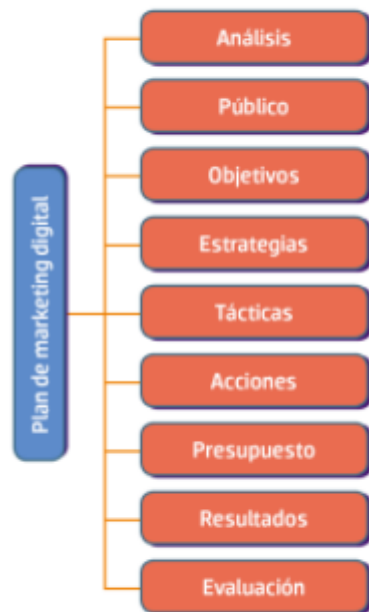 Plan de marketing digital
Análisis
Público
Objetivos
Estrategias
Tácticas
Acciones
Presupuesto
Resultados
Evaluación